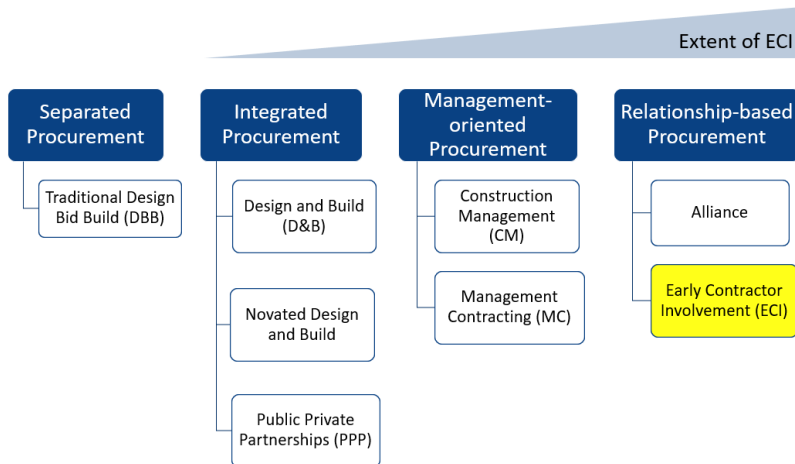 Extent of ECI
Separated
Procurement
Integrated
Procurement
Management-
oriented
Procurement
Relationship-based
Procurement
Traditional Design
Bid Build (DBB)
Design and Build
(D&B)
Novated Design
and Build
Public Private
Partnerships (PPP)
Construction
Management
(CM)
Management
Contracting (MC)
Alliance
Early Contractor
Involvement (ECI)